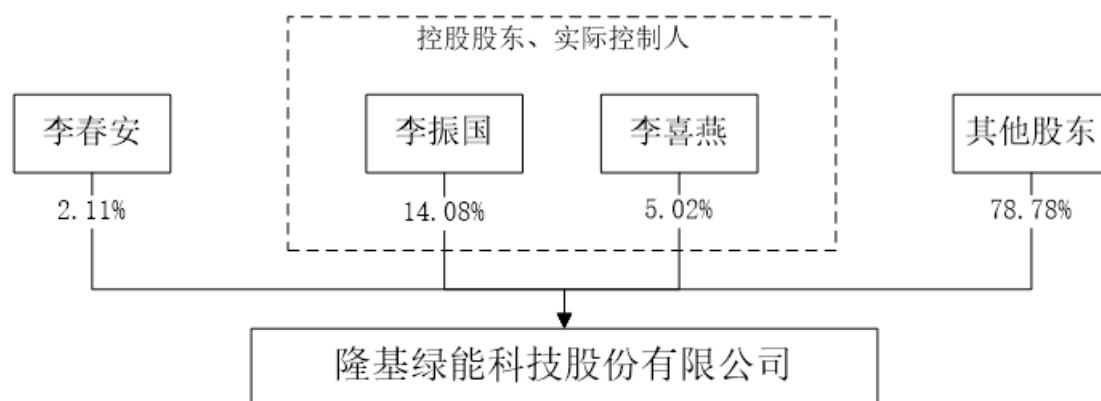 控股股东、实际控制人
李春安
李振国
李喜燕
其他股东
2.11%
14.08%
5.02%
78.78%
隆基绿能科技股份有限公司